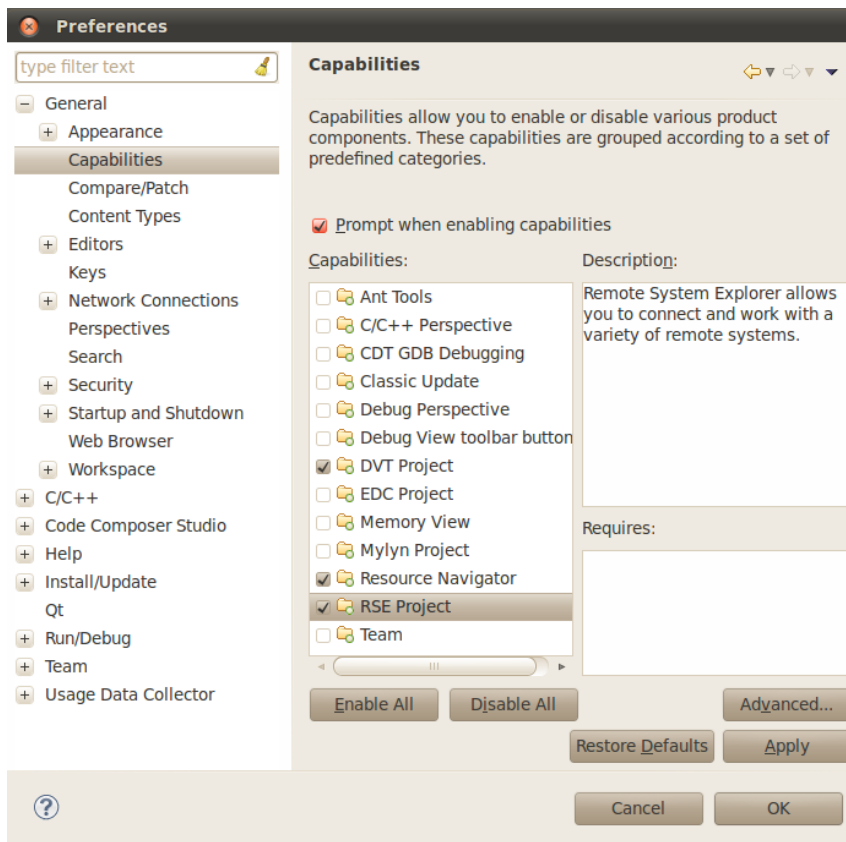 Preferences
type filter text
General
Appearance
Capabilities
Compare/Patch
Content Types
Editors
Keys
Network Connections
Perspectives
Search
Security
Startup and Shutdown
Web Browser
Workspace
C/C++
Code Composer Studio
Help
Install/Update
Qt
Run/Debug
Team
Usage Data Collector
Capabilities
Capabilities allow you to enable or disable various product
components. These capabilities are grouped according to a set of
predefined categories.
Prompt when enabling capabilities
Capabilities:
Ant Tools
C/C++ Perspective
CDT GDB Debugging
Classic Update
Debug Perspective
Debug View toolbar button
DVT Project
EDC Project
Memory View
Mylyn Project
Resource Navigator
RSE Project
Team
Description:
Remote System Explorer allows
you to connect and work with a
variety of remote systems.
Requires:
Enable All
Disable All
Advanced...
Restore Defaults
Apply
?
Cancel
OK